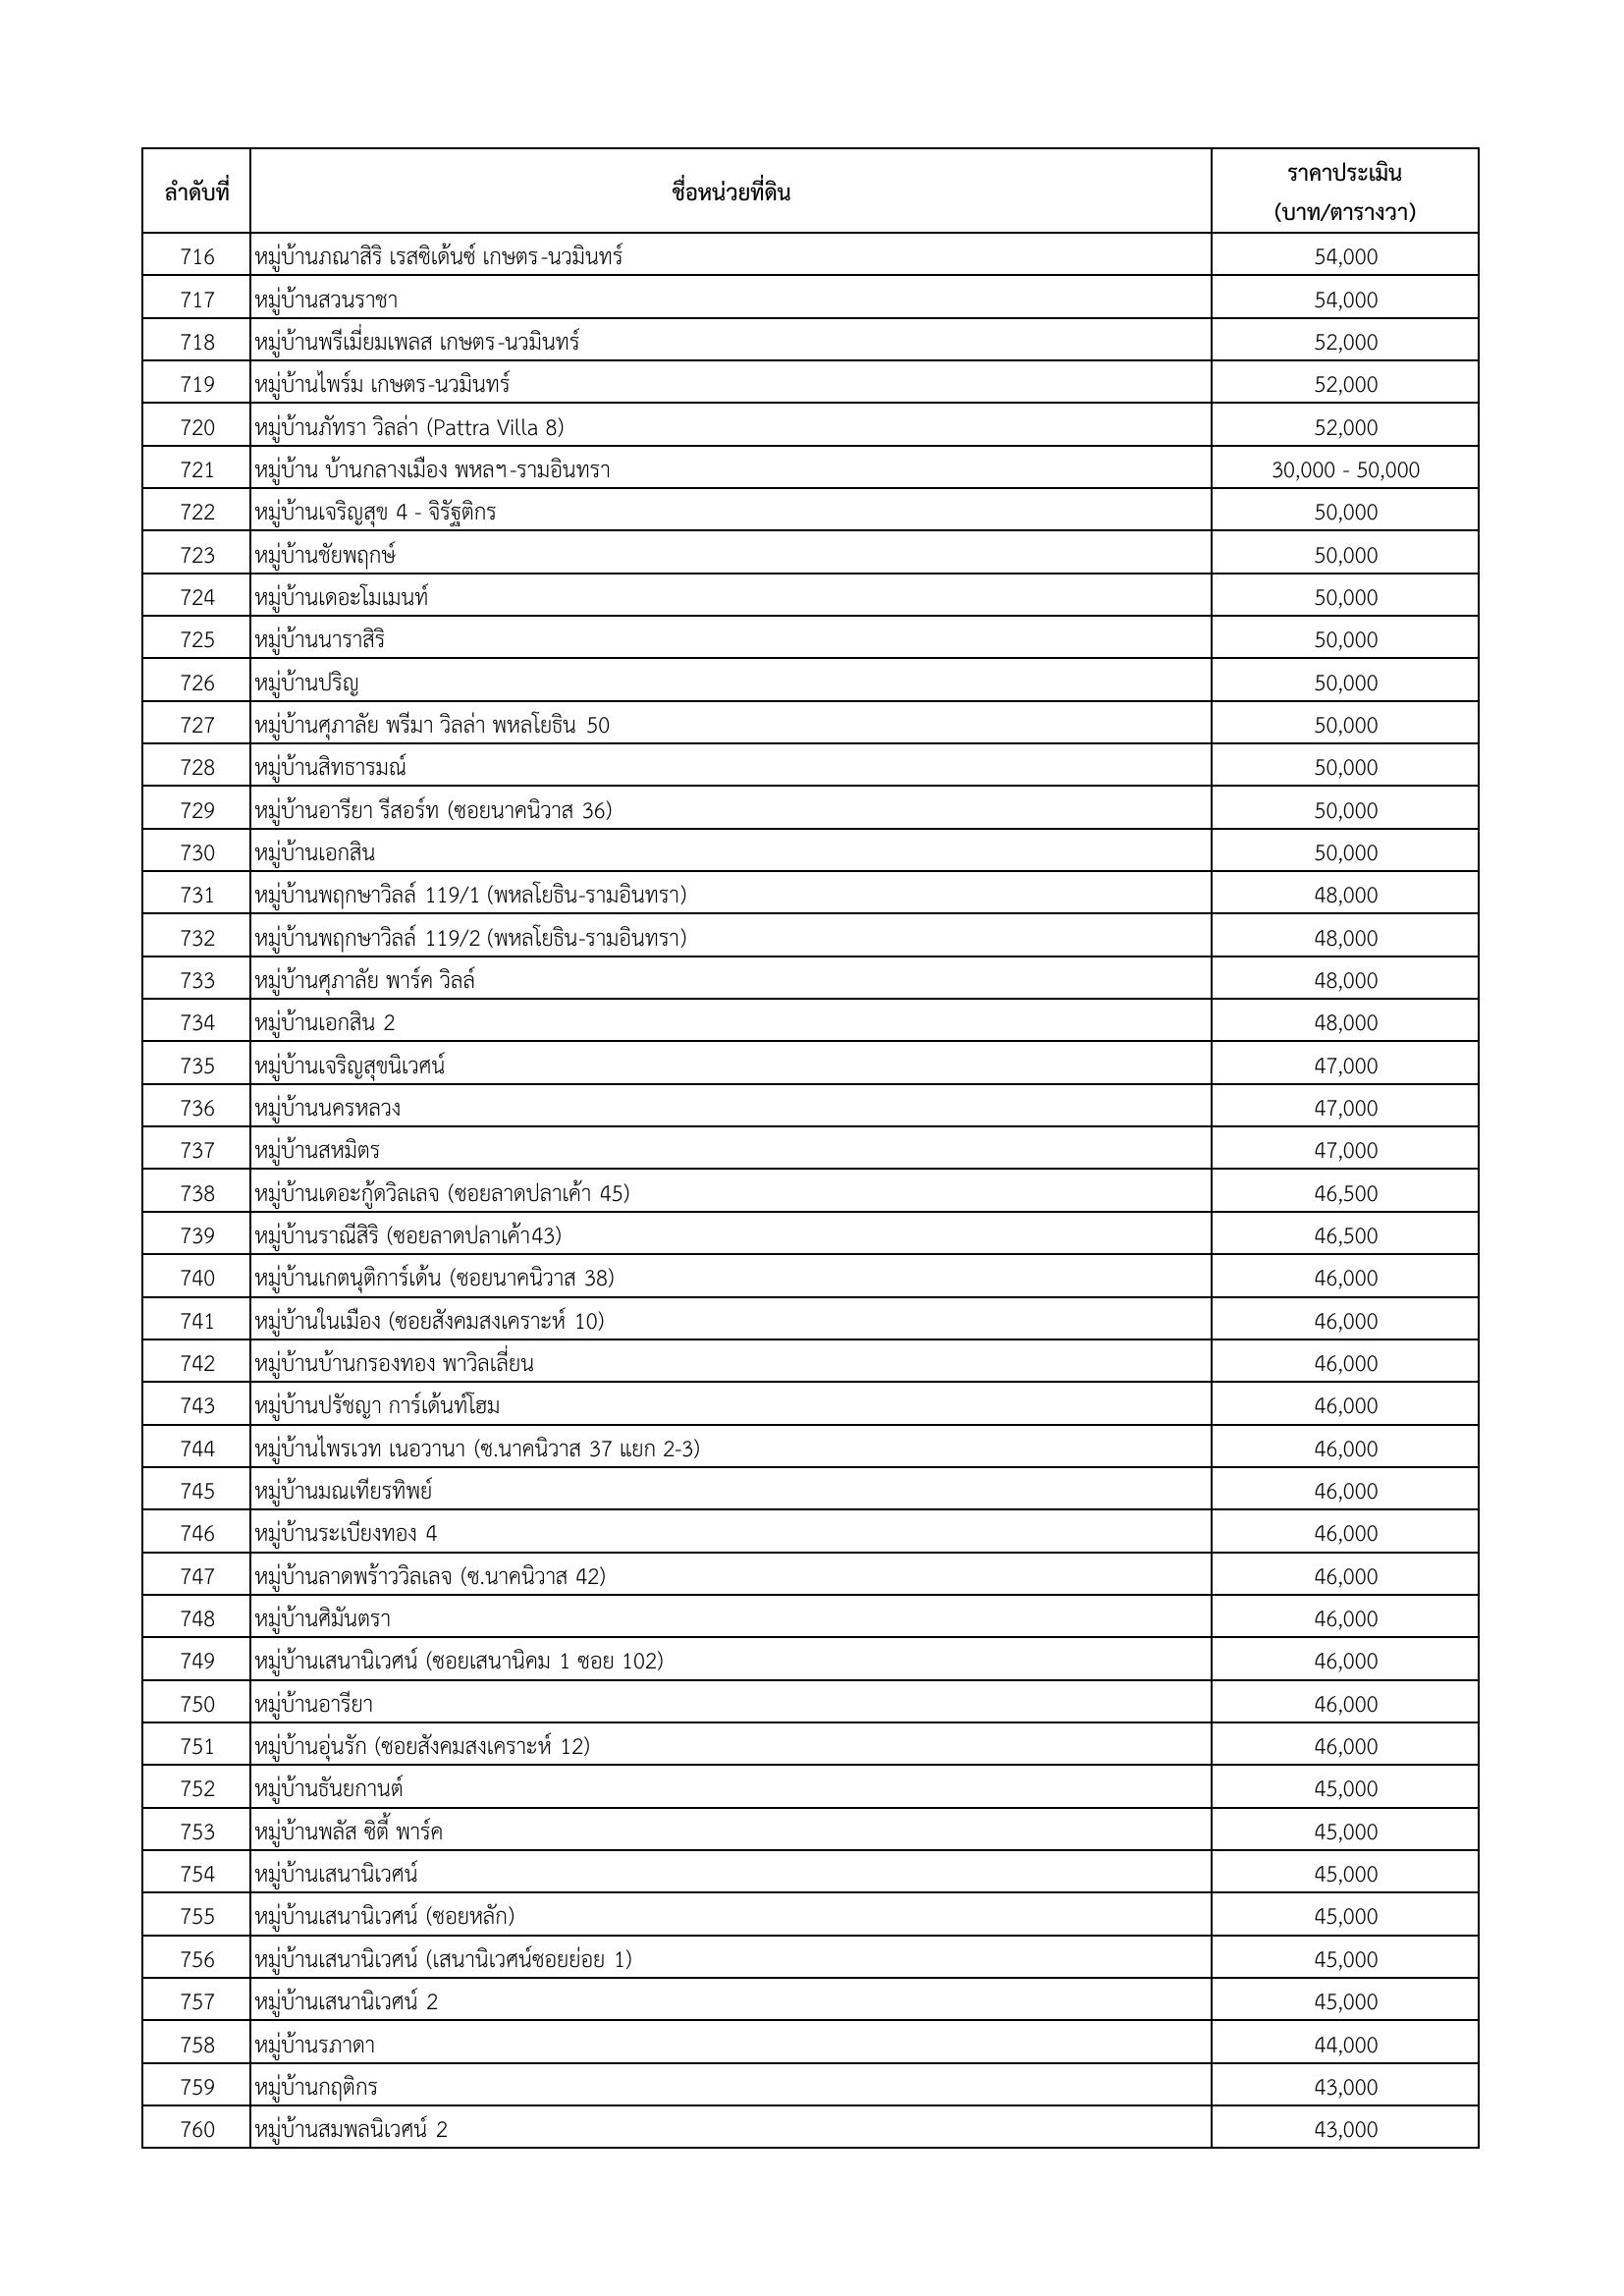 ลำดับที่ ชื่อหน่วยที่ดิน ราคาประเมิน
(บาท/ตารางวา)
716 หมู่บ้านภณาสิริ เรสซิเด้นซ์ เกษตร-นวมินทร์ 54,000
717 หมู่บ้านสวนราชา 54,000
718 หมู่บ้านพรีเมี่ยมเพลส เกษตร-นวมินทร์ 52,000
719 หมู่บ้านไพร์ม เกษตร-นวมินทร์ 52,000
720 หมู่บ้านภัทรา วิลล่า (Pattra Villa 8) 52,000
721 หมู่บ้าน บ้านกลางเมือง พหลฯ-รามอินทรา 30,000 - 50,000
722 หมู่บ้านเจริญสุข 4 - จิรัฐติกร 50,000
723 หมู่บ้านชัยพฤกษ์ 50,000
724 หมู่บ้านเดอะโมเมนท์ 50,000
725 หมู่บ้านนาราสิริ 50,000
726 หมู่บ้านปริญ 50,000
727 หมู่บ้านศุภาลัย พรีมา วิลล่า พหลโยธิน 50 50,000
728 หมู่บ้านสิทธารมณ์ 50,000
729 หมู่บ้านอารียา รีสอร์ท (ซอยนาคนิวาส 36) 50,000
730 หมู่บ้านเอกสิน 50,000
731 หมู่บ้านพฤกษาวิลล์ 119/1 (พหลโยธิน-รามอินทรา) 48,000
732 หมู่บ้านพฤกษาวิลล์ 119/2 (พหลโยธิน-รามอินทรา) 48,000
733 หมู่บ้านศุภาลัย พาร์ค วิลล์ 48,000
734 หมู่บ้านเอกสิน 2 48,000
735 หมู่บ้านเจริญสุขนิเวศน์ 47,000
736 หมู่บ้านนครหลวง 47,000
737 หมู่บ้านสหมิตร 47,000
738 หมู่บ้านเดอะกู้ดวิลเลจ (ซอยลาดปลาเค้า 45) 46,500
739 หมู่บ้านราณีสิริ (ซอยลาดปลาเค้า43) 46,500
740 หมู่บ้านเกตนุติการ์เด้น (ซอยนาคนิวาส 38) 46,000
741 หมู่บ้านในเมือง (ซอยสังคมสงเคราะห์ 10) 46,000
742 หมู่บ้านบ้านกรองทอง พาวิลเลี่ยน 46,000
743 หมู่บ้านปรัชญา การ์เด้นท์โฮม 46,000
744 หมู่บ้านไพรเวท เนอวานา (ซ.นาคนิวาส 37 แยก 2-3) 46,000
745 หมู่บ้านมณเทียรทิพย์ 46,000
746 หมู่บ้านระเบียงทอง 4 46,000
747 หมู่บ้านลาดพร้าววิลเลจ (ซ.นาคนิวาส 42) 46,000
748 หมู่บ้านศิมันตรา 46,000
749 หมู่บ้านเสนานิเวศน์ (ซอยเสนานิคม 1 ซอย 102) 46,000
750 หมู่บ้านอารียา 46,000
751 หมู่บ้านอุ่นรัก (ซอยสังคมสงเคราะห์ 12) 46,000
752 หมู่บ้านธันยกานต์ 45,000
753 หมู่บ้านพลัส ซิตี้ พาร์ค 45,000
754 หมู่บ้านเสนานิเวศน์ 45,000
755 หมู่บ้านเสนานิเวศน์ (ซอยหลัก) 45,000
756 หมู่บ้านเสนานิเวศน์ (เสนานิเวศน์ซอยย่อย 1) 45,000
757 หมู่บ้านเสนานิเวศน์ 2 45,000
758 หมู่บ้านรภาดา 44,000
759 หมู่บ้านกฤติกร 43,000
760 หมู่บ้านสมพลนิเวศน์ 2 43,000